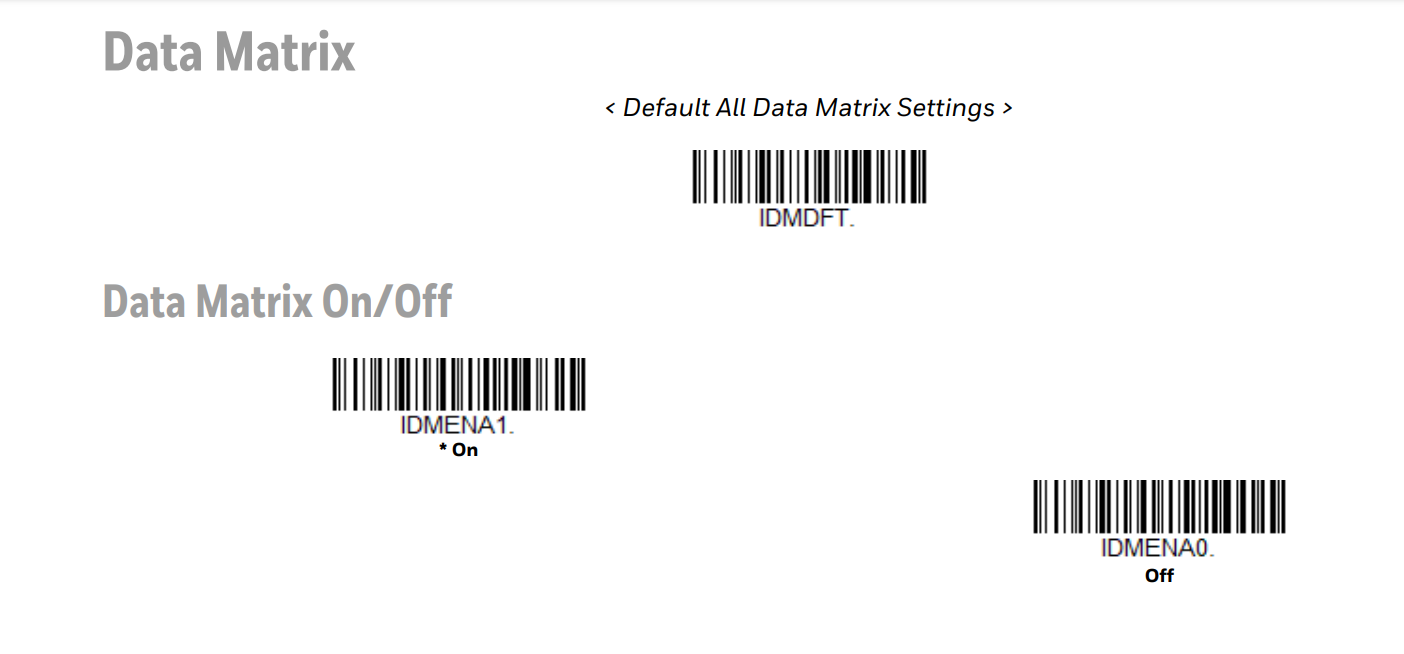 Data Matrix
< Default All Data Matrix Settings >
IDMDFT.
Data Matrix On/Off
IDMENA1.
* On
IDMENA0.
Off